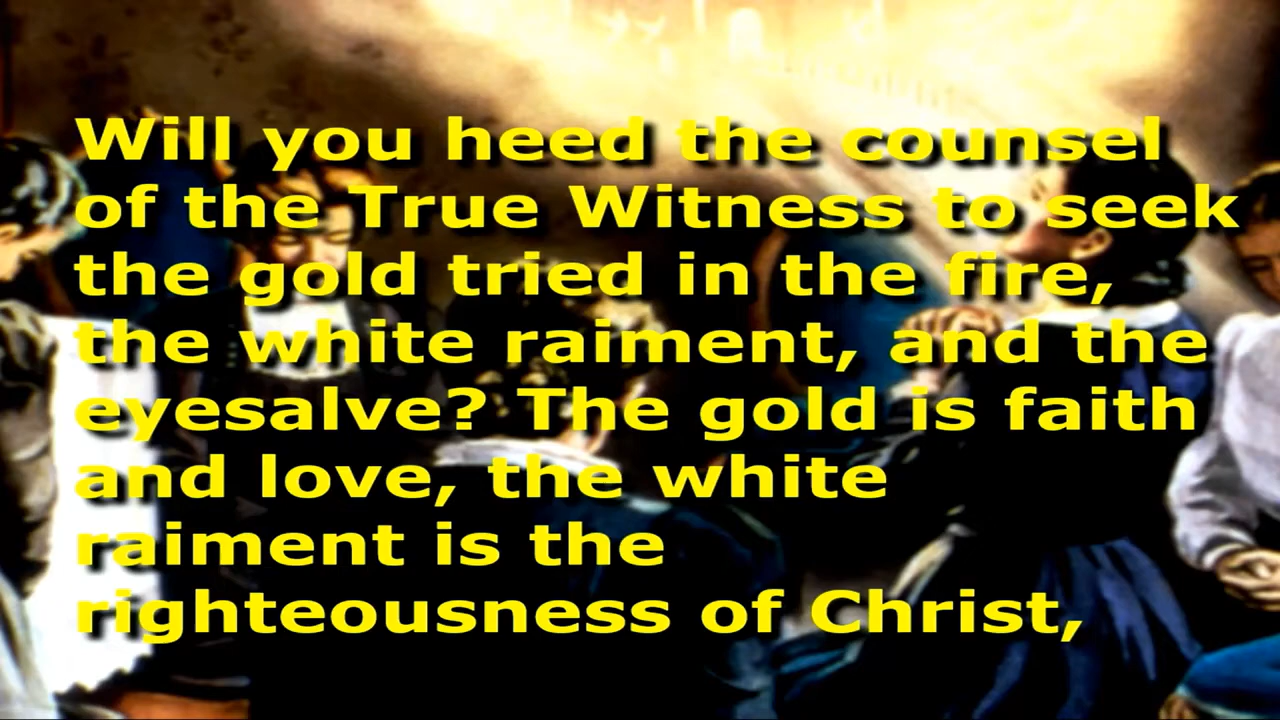 Will you heed the counsel
of the True Witness to seek
the gold tried in the fire,
the white raiment, and the
eyesalve? The gold is faith
and love, the white
raiment is the
righteousness of Christ,